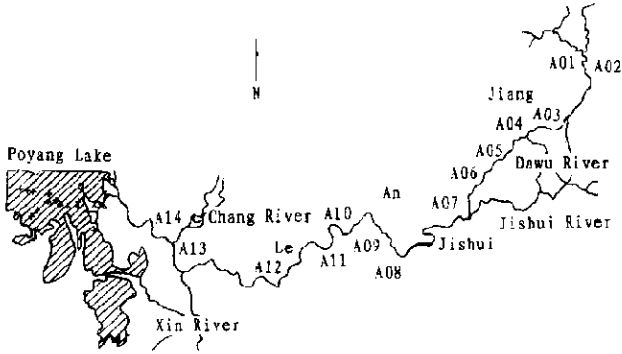 A01 A02
Jiang
A03
A04
N
Poyang Lake
A05
Dawu River
A06
An
A07
A14 Chang River
A10
Jishui River
Le
A09
Jishui
A13
A11
A08
A12
Xin River